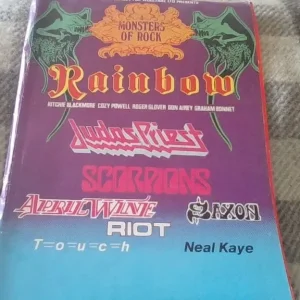 MONSTERS
OF ROCK
Rainbow
RITCHIE BLACKMORE COZY POWELL ROGER GLOVER DON AIREY GRAHAM BONNET
Judas Priest
SCORPIONS
APRIL WINE SAXON
RIOT
Touch Neal Kaye